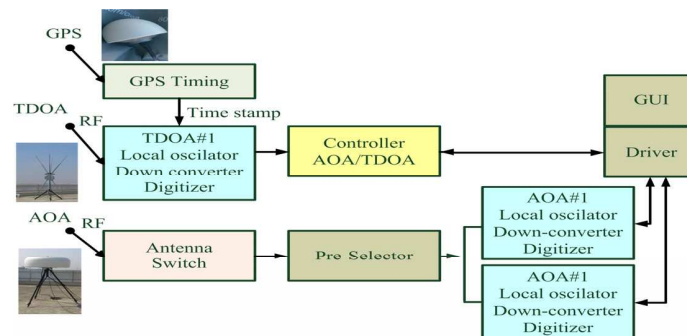 GPS
GPS Timing
Time stamp
TDOA
RF
TDOA#1
Local oscilator
Down converter
Digitizer
Controller
AOA/TDOA
GUI
Driver
AOA
RF
Antenna
Switch
Pre Selector
AOA#1
Local oscilator
Down-converter
Digitizer
AOA#1
Local oscilator
Down-converter
Digitizer